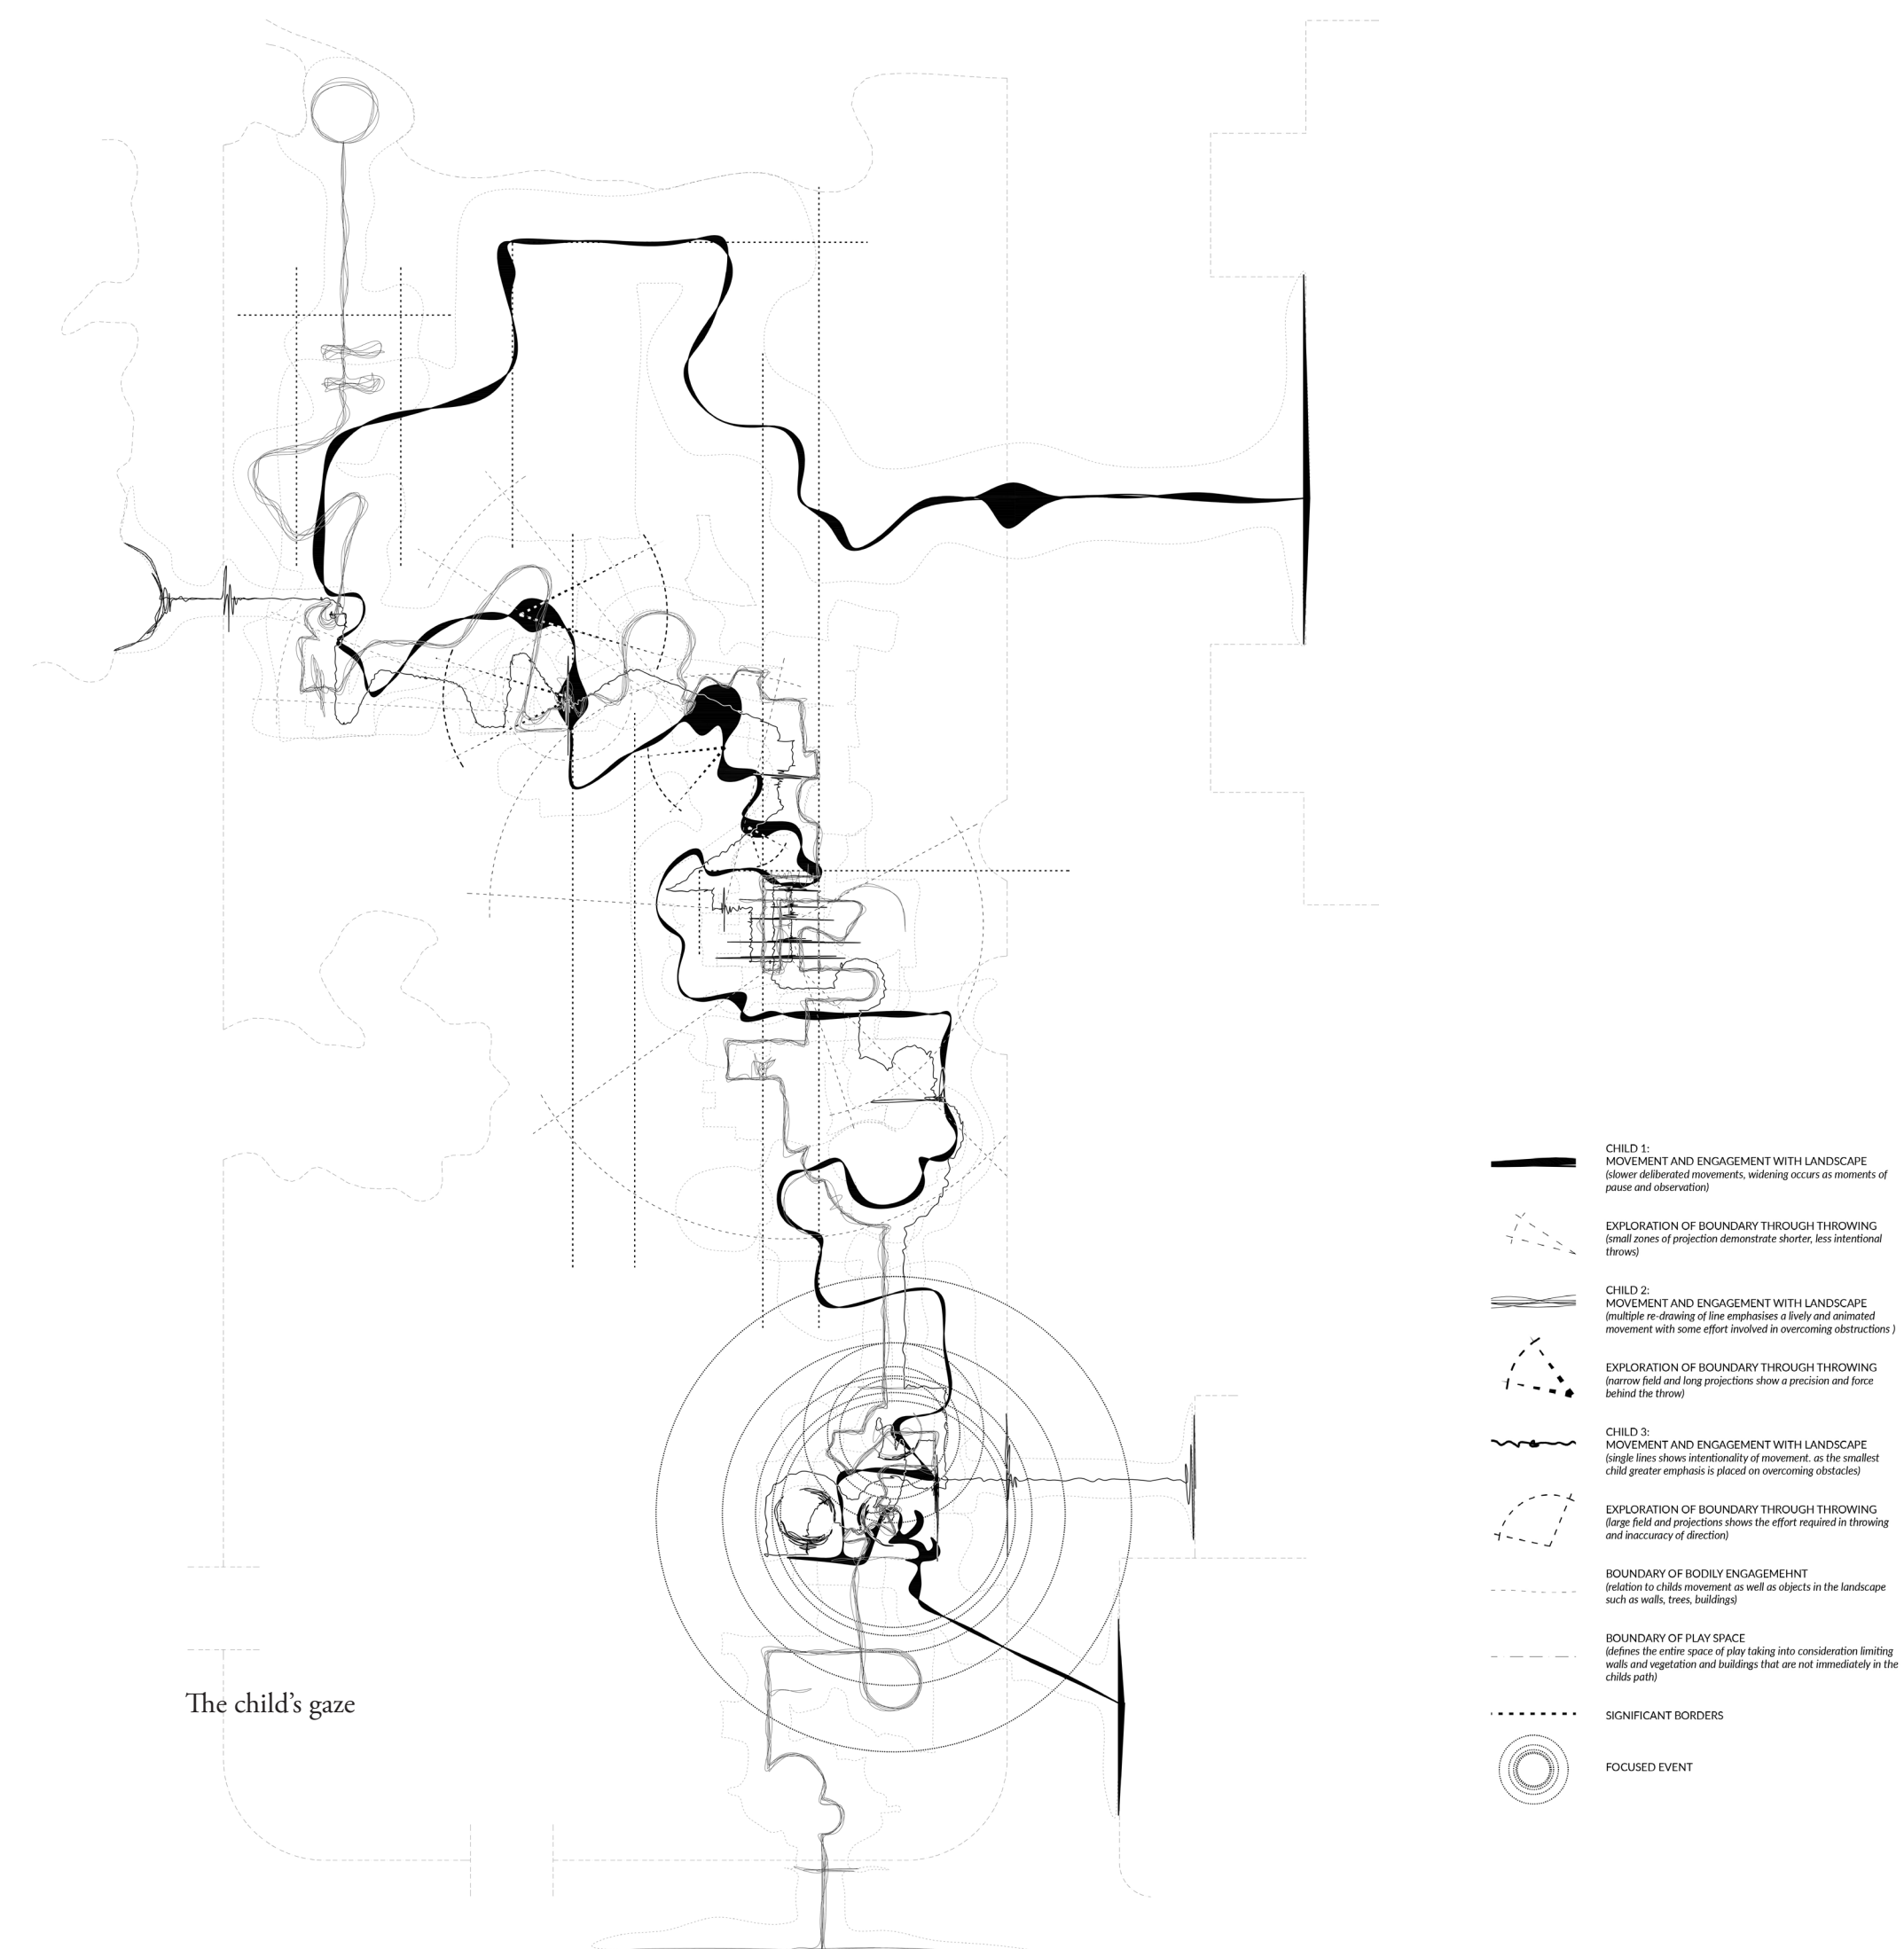 The child's gaze
CHILD 1:
MOVEMENT AND ENGAGEMENT WITH LANDSCAPE
(slower deliberated movements, widening occurs as moments of
pause and observation)
EXPLORATION OF BOUNDARY THROUGH THROWING
(small zones of projection demonstrate shorter, less intentional
throws)
CHILD 2:
MOVEMENT AND ENGAGEMENT WITH LANDSCAPE
(multiple re-drawing of line emphasises a lively and animated
movement with some effort involved in overcoming obstructions )
EXPLORATION OF BOUNDARY THROUGH THROWING
(narrow field and long projections show a precision and force
behind the throw)
CHILD 3:
MOVEMENT AND ENGAGEMENT WITH LANDSCAPE
(single lines shows intentionality of movement. as the smallest
child greater emphasis is placed on overcoming obstacles)
EXPLORATION OF BOUNDARY THROUGH THROWING
(large field and projections shows the effort required in throwing
and inaccuracy of direction)
BOUNDARY OF BODILY ENGAGEMEHNT
(relation to childs movement as well as objects in the landscape
such as walls, trees, buildings)
BOUNDARY OF PLAY SPACE
(defines the entire space of play taking into consideration limiting
walls and vegetation and buildings that are not immediately in the
childs path)
SIGNIFICANT BORDERS
FOCUSED EVENT